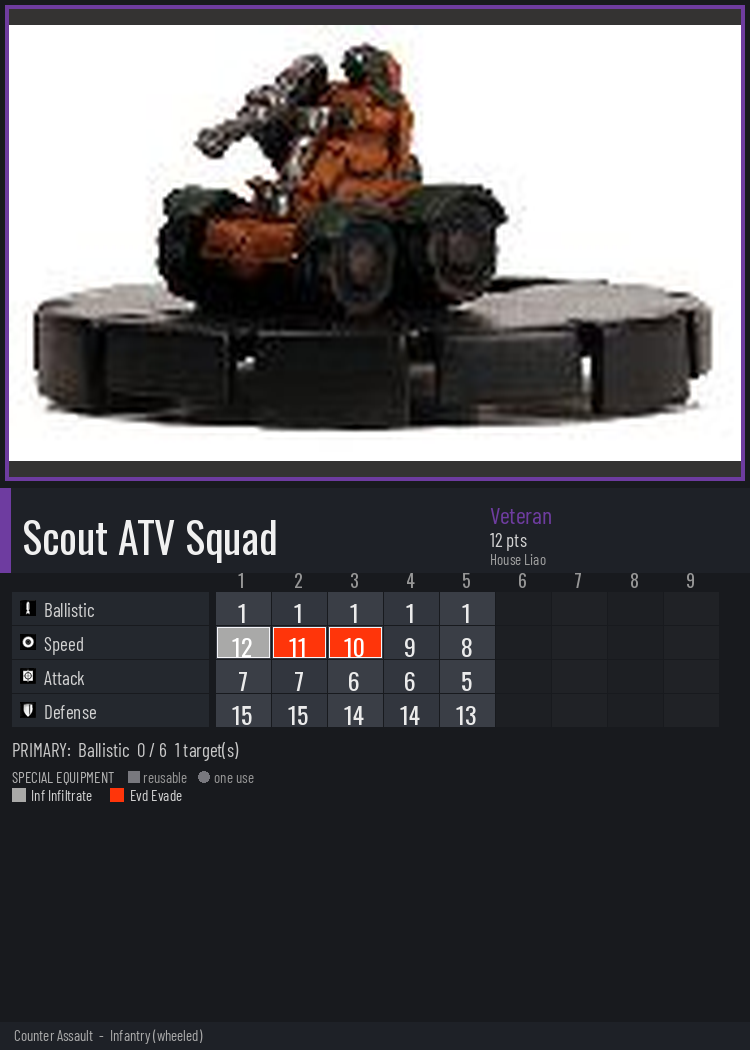 Scout ATV Squad
Veteran
12 pts
House Liao
1 2 3 4 5 6 7 8 9
Ballistic 1 1 1 1 1
Speed 12 11 10 9 8
Attack 7 7 6 6 5
Defense 15 15 14 14 13
PRIMARY: Ballistic 0 / 6 1 target(s)
SPECIAL EQUIPMENT reusable one use
Inf Infiltrate Evd Evade
Counter Assault - Infantry (wheeled)